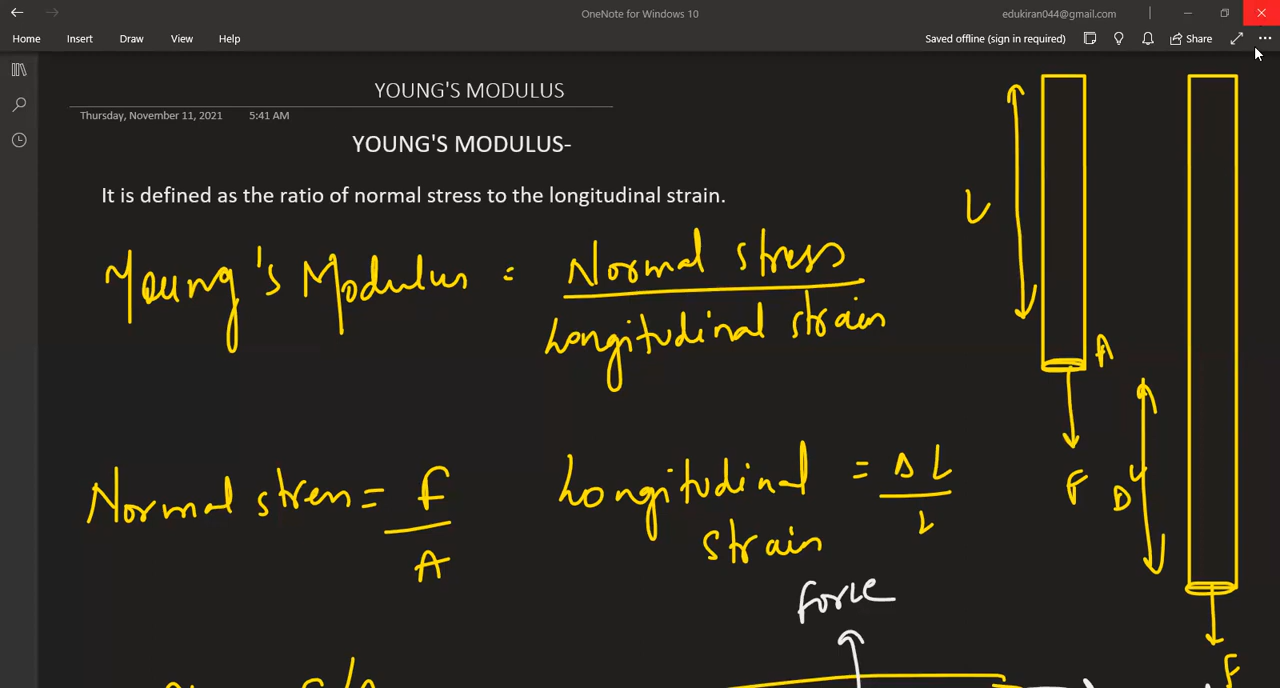 OneNote for Windows 10
edukiran044@gmail.com
Home Insert Draw View Help
Saved offline (sign in required)
Share
YOUNG'S MODULUS
Thursday, November 11, 2021 5:41 AM
YOUNG'S MODULUS-
It is defined as the ratio of normal stress to the longitudinal strain.
Young's Modulus = Normal stress
Longitudinal strain
L
A
Normal stress = F
A
Longitudinal = Δ L
strain L
F
Force
F